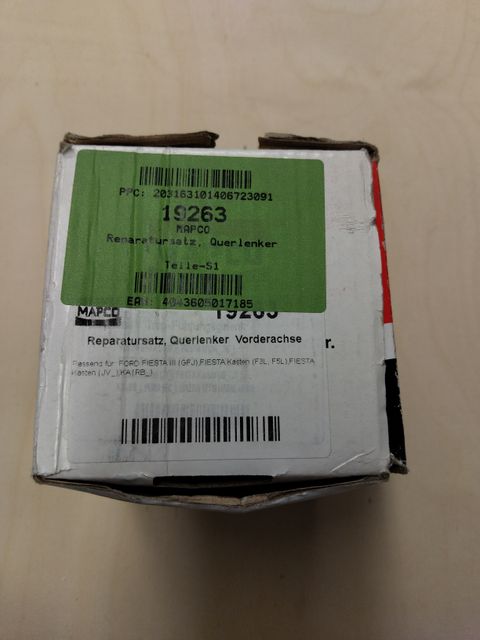 PPC: 203163101406723091
19263
MAPCO
Reparatursatz, Querlenker
Teile-S1
EAN: 4043605017185
MAPCO 19263
Reparatursatz, Querlenker Vorderachse
r.
Passend für: FORD FIESTA III (GFJ),FIESTA Kasten (F3L, F5L),FIESTA
Kasten (JV_),KA (RB_)